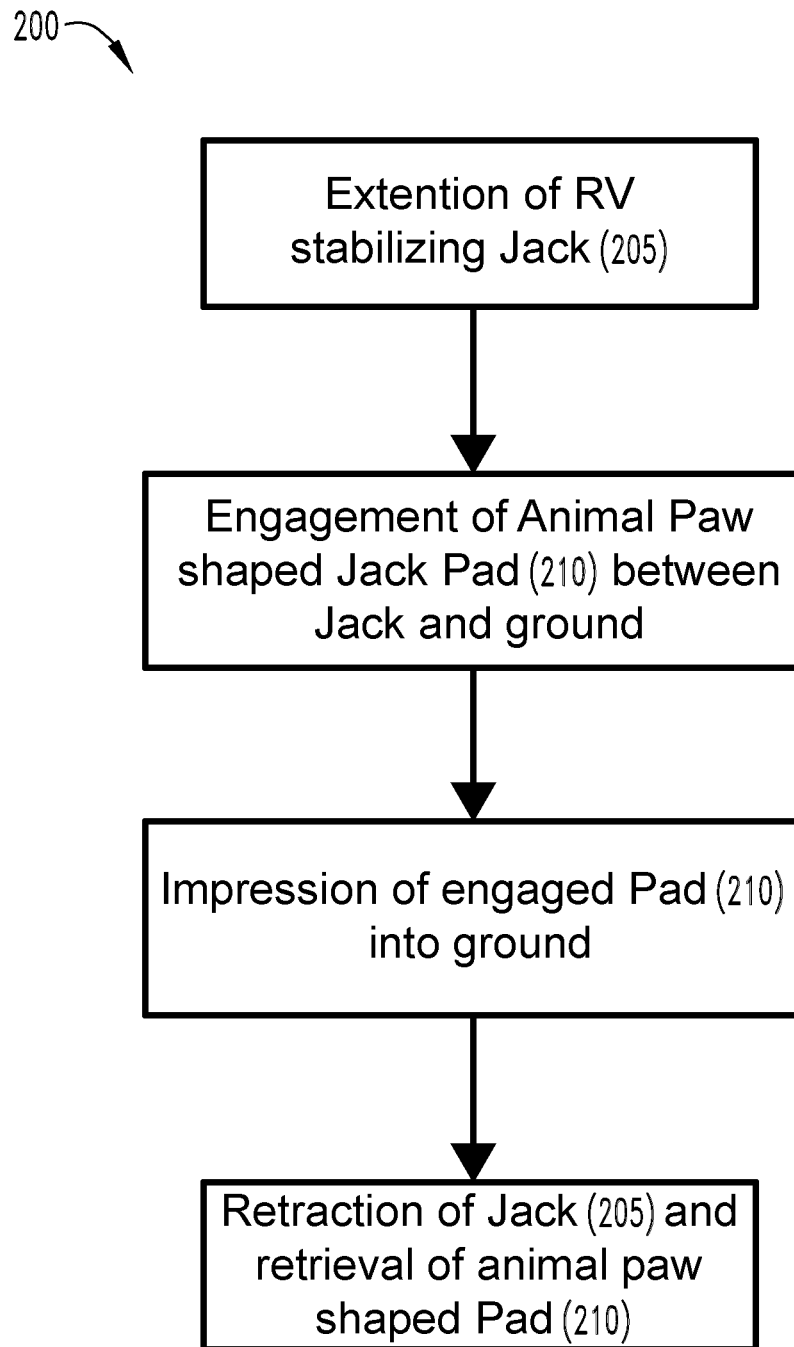 200
Extention of RV
stabilizing Jack (205)
Engagement of Animal Paw
shaped Jack Pad (210) between
Jack and ground
Impression of engaged Pad (210)
into ground
Retraction of Jack (205) and
retrieval of animal paw
shaped Pad (210)